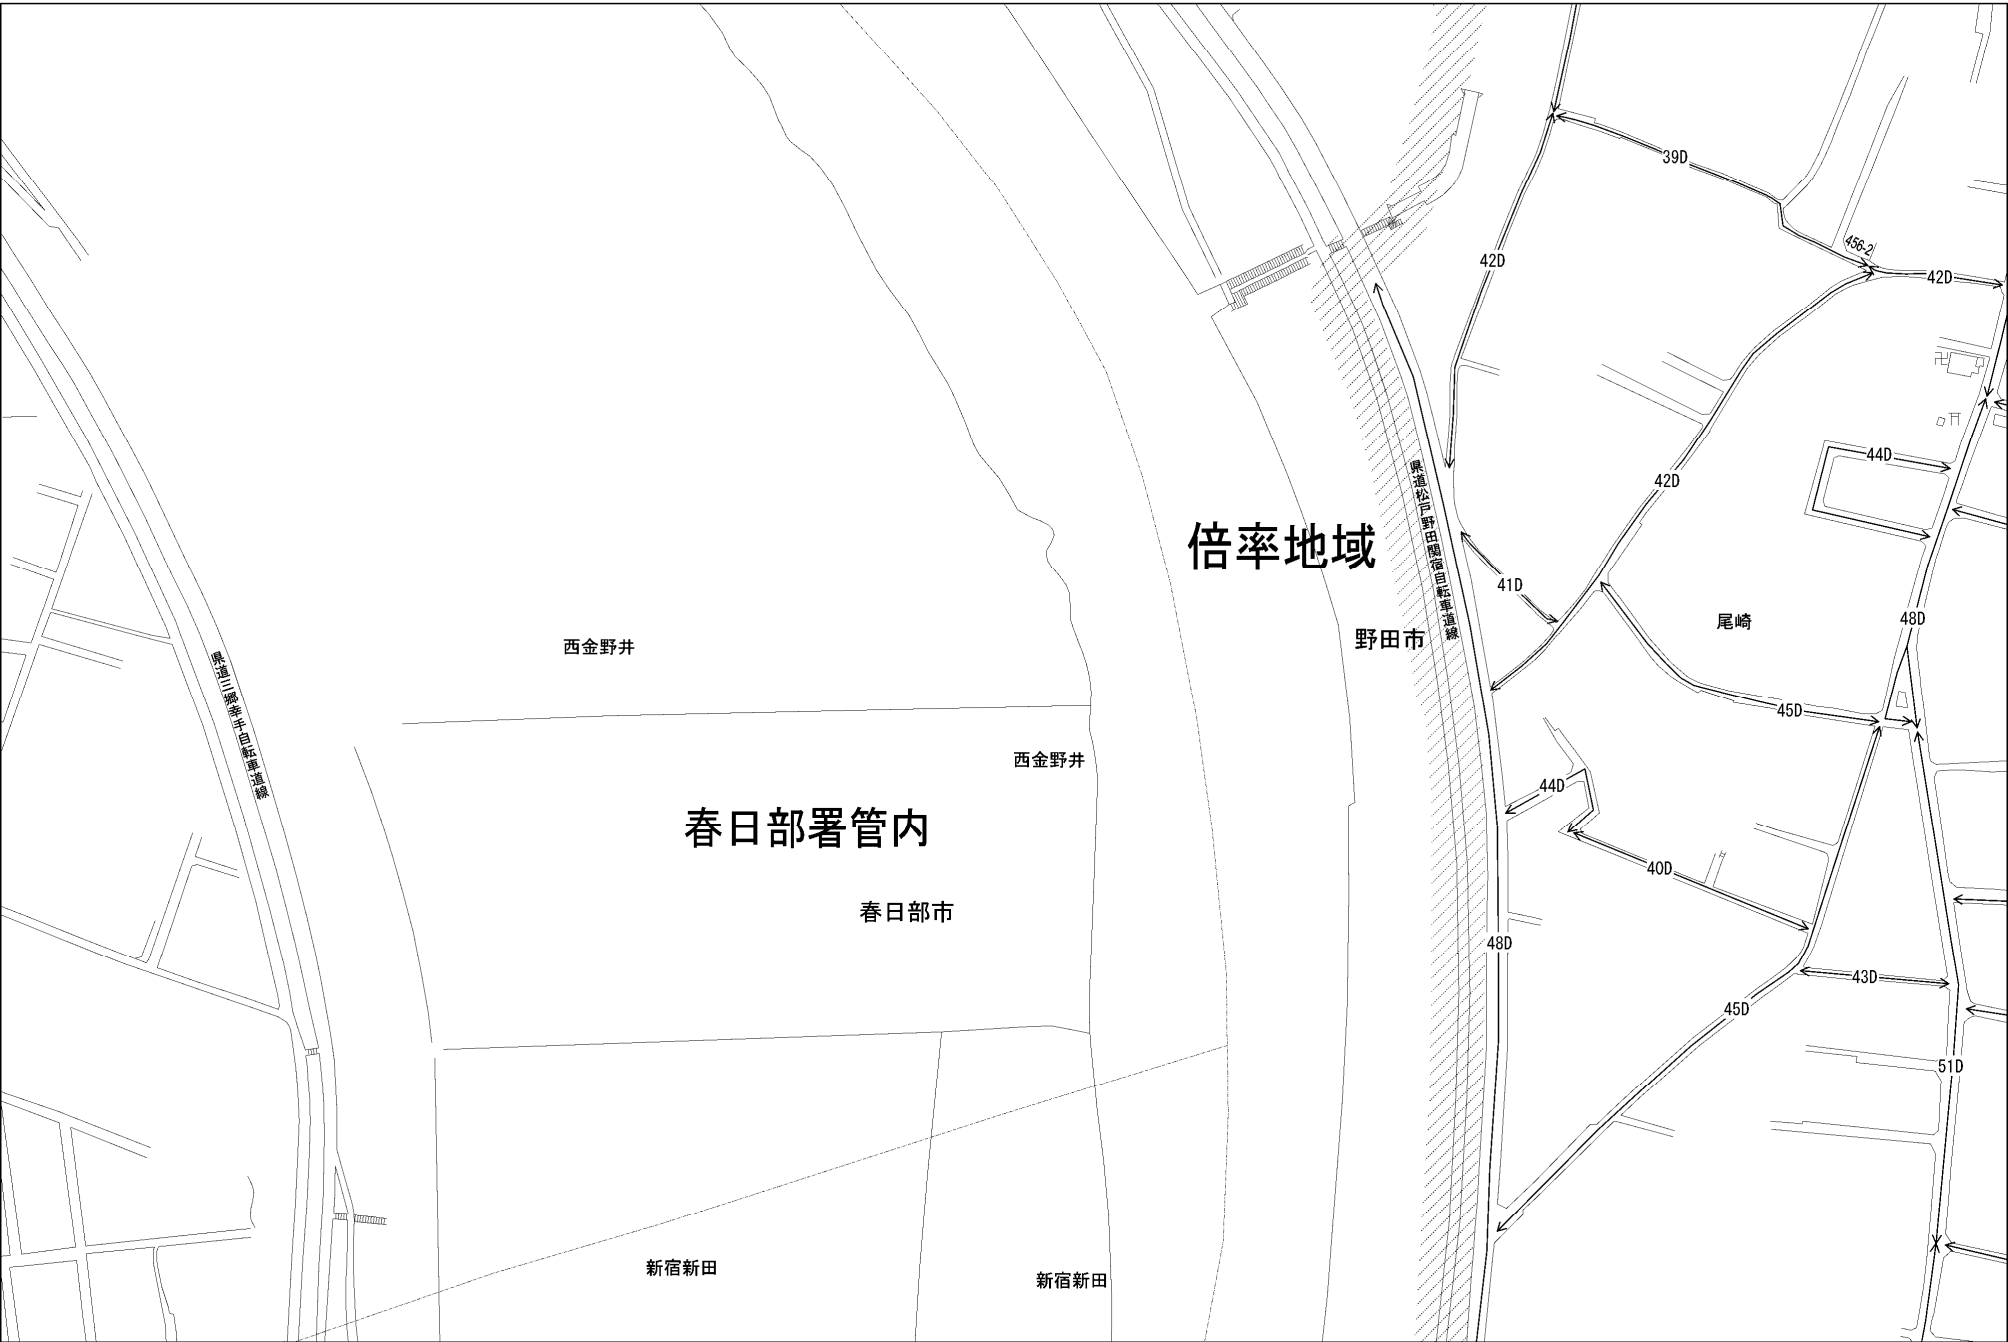 39D
456-2
42D
42D
44D
42D
県道松戸野田関宿自転車道線
倍率地域
41D
尾崎
48D
野田市
西金野井
県道三郷幸手自転車道線
45D
西金野井
44D
春日部署管内
40D
春日部市
48D
43D
45D
51D
新宿新田
新宿新田